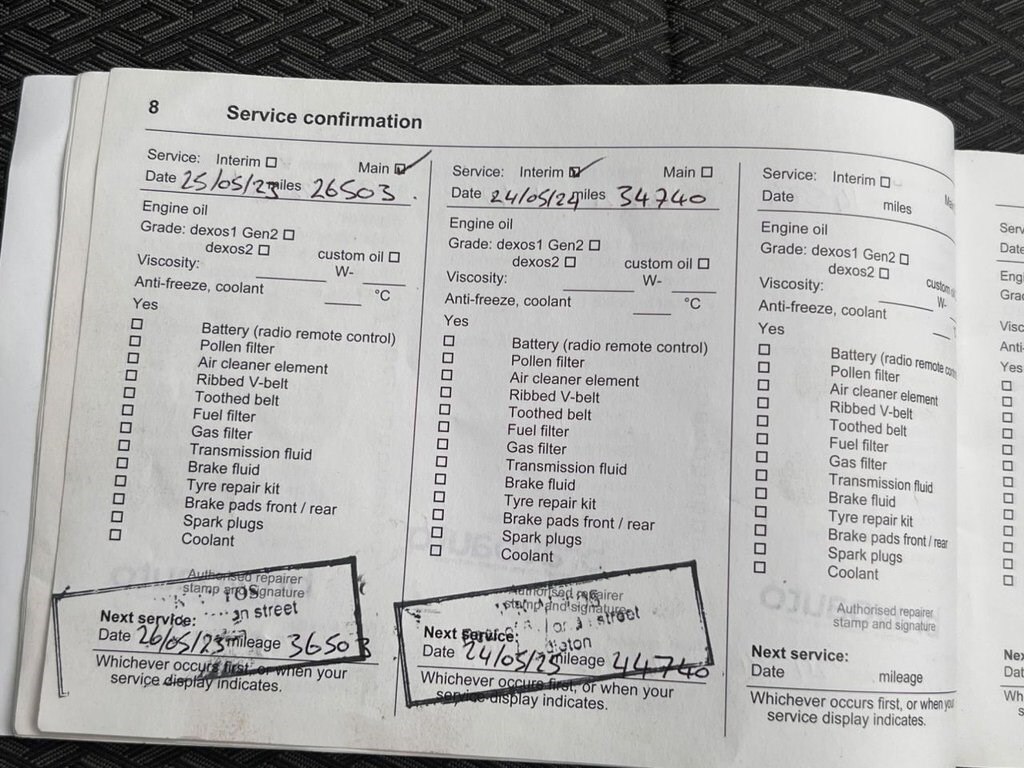 8 Service confirmation
Service: Interim Main
Date 25/05/23 miles 26503
Engine oil
Grade: dexos1 Gen2
dexos2 custom oil
Viscosity: W-
Anti-freeze, coolant °C
Yes
Battery (radio remote control)
Pollen filter
Air cleaner element
Ribbed V-belt
Toothed belt
Fuel filter
Gas filter
Transmission fluid
Brake fluid
Tyre repair kit
Brake pads front / rear
Spark plugs
Coolant
Authorised repairer
stamp and signature
street
Next service:
Date 26/05/23 mileage 36503
Whichever occurs first, or when your
service display indicates.
Service: Interim Main
Date 24/05/24 miles 34740
Engine oil
Grade: dexos1 Gen2
dexos2 custom oil
Viscosity: W-
Anti-freeze, coolant °C
Yes
Battery (radio remote control)
Pollen filter
Air cleaner element
Ribbed V-belt
Toothed belt
Fuel filter
Gas filter
Transmission fluid
Brake fluid
Tyre repair kit
Brake pads front / rear
Spark plugs
Coolant
Authorised repairer
stamp and signature
street
Next service:
Date 24/05/25 mileage 44740
Whichever occurs first, or when your
service display indicates.
Service: Interim
Date miles
Engine oil
Grade: dexos1 Gen2
dexos2 custom
Viscosity: W-
Anti-freeze, coolant
Yes
Battery (radio remote
Pollen filter
Air cleaner element
Ribbed V-belt
Toothed belt
Fuel filter
Gas filter
Transmission fluid
Brake fluid
Tyre repair kit
Brake pads front / rear
Spark plugs
Coolant
Authorised repairer
stamp and signature
Next service:
Date mileage
Whichever occurs first, or when
service display indicates.